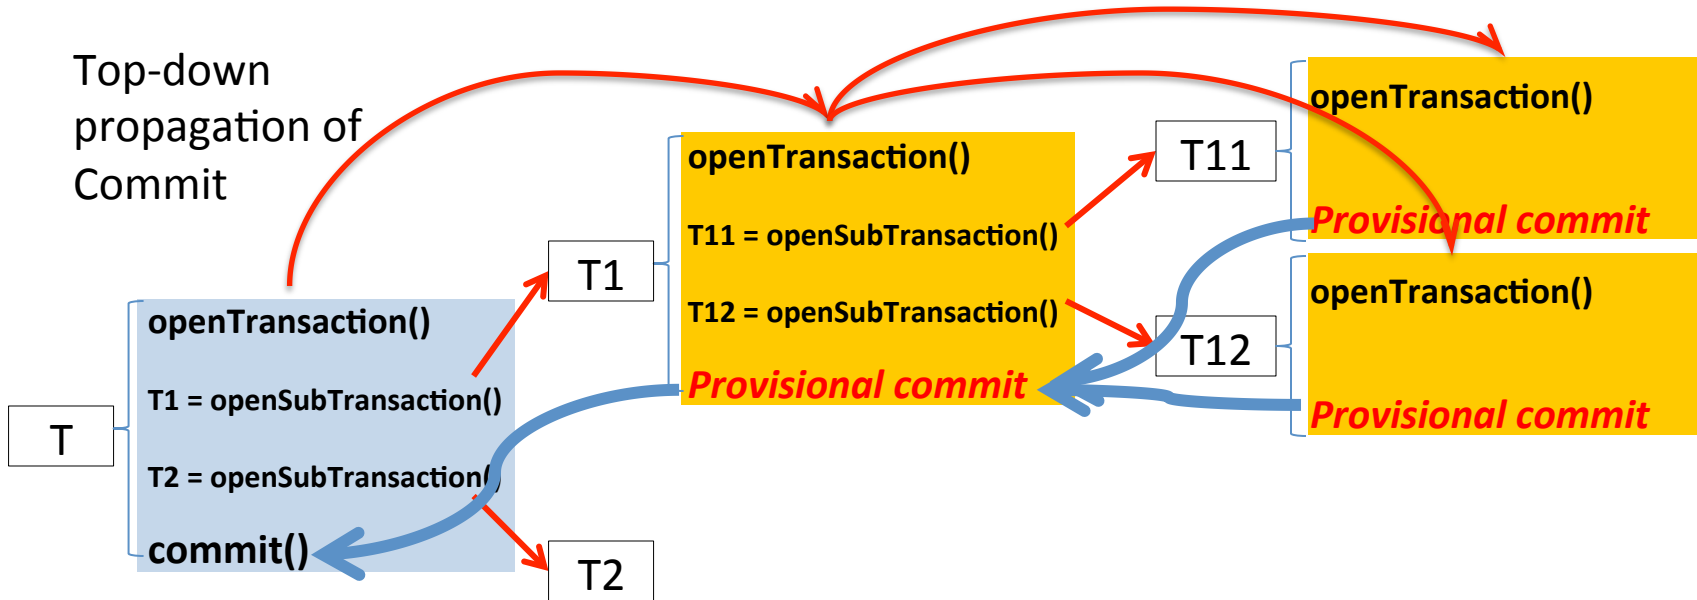 Top-down
propagation of
Commit
T
openTransaction()
T1 = openSubTransaction()
T2 = openSubTransaction()
commit()
T1
T2
openTransaction()
T11 = openSubTransaction()
T12 = openSubTransaction()
Provisional commit
T11
openTransaction()
Provisional commit
T12
openTransaction()
Provisional commit